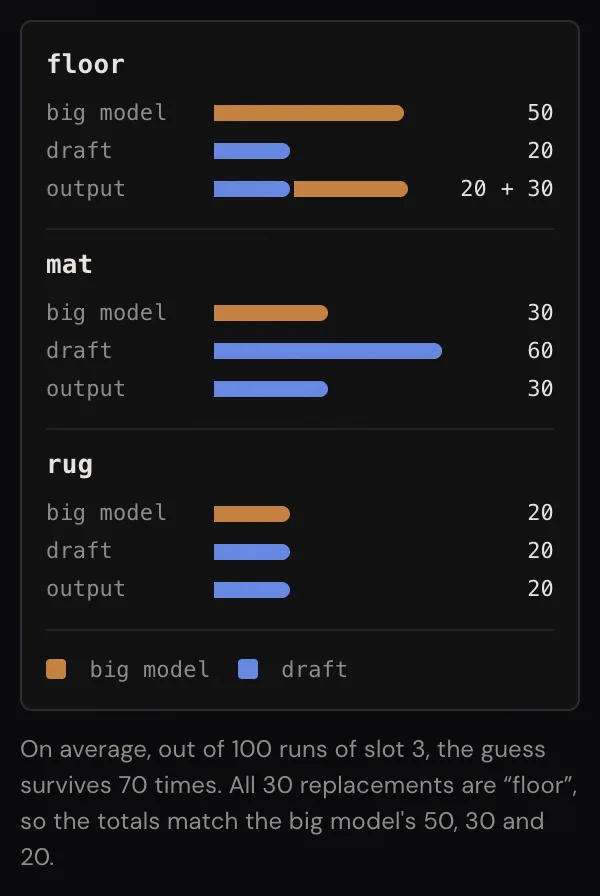 floor
big model 50
draft 20
output 20 + 30
mat
big model 30
draft 60
output 30
rug
big model 20
draft 20
output 20
big model draft
On average, out of 100 runs of slot 3, the guess
survives 70 times. All 30 replacements are “floor”,
so the totals match the big model's 50, 30 and
20.